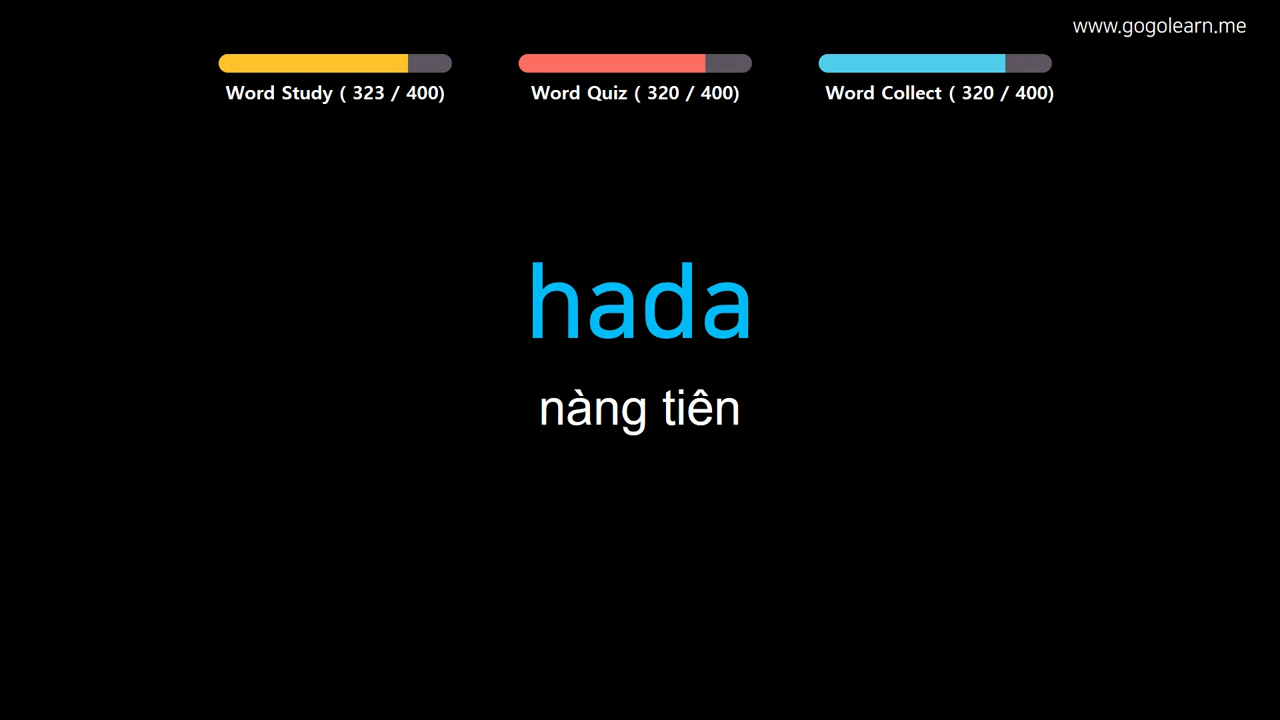 www.gogolearn.me
Word Study ( 323 / 400)
Word Quiz ( 320 / 400)
Word Collect ( 320 / 400)
hada
nàng tiên